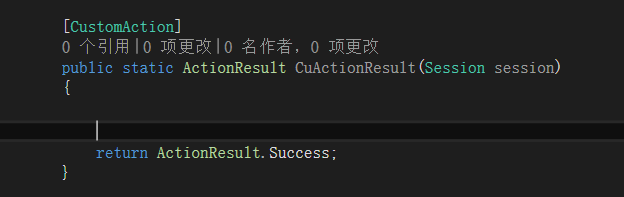 [CustomAction]
0 个引用|0 项更改|0 名作者, 0 项更改
public static ActionResult CuActionResult(Session session)
{
return ActionResult.Success;
}